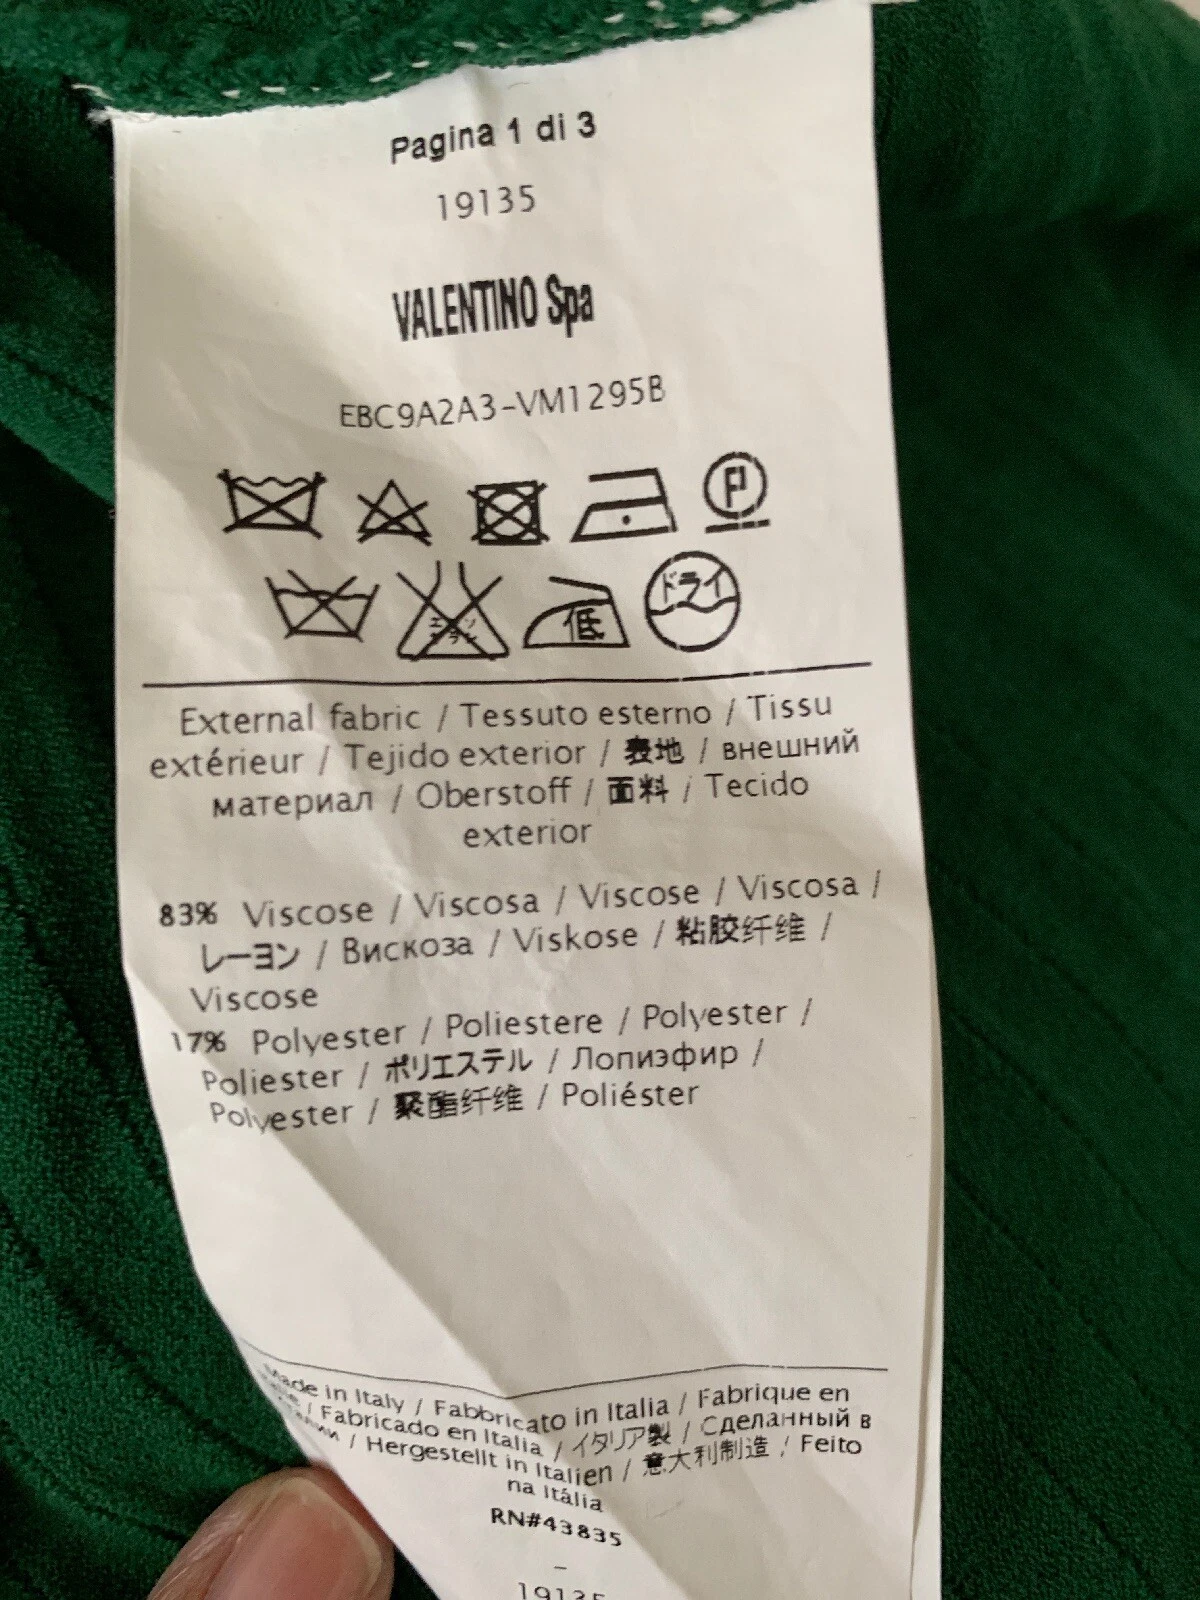 Pagina 1 di 3
19135
VALENTINO Spa
EBC9A2A3-VM1295B
P
低 ドライ
External fabric / Tessuto esterno / Tissu
extérieur / Tejido exterior / 表地 / внешний
материал / Oberstoff / 面料 / Tecido
exterior
83% Viscose / Viscosa / Viscose / Viscosa /
レーヨン / Вискоза / Viskose / 粘胶纤维 /
Viscose
17% Polyester / Poliestere / Polyester /
Poliester / ポリエステル / Лопиэфир /
Polyester / 聚酯纤维 / Poliéster
Made in Italy / Fabbricato in Italia / Fabrique en
/ Fabricado en Italia / イタリア製 / Сделанный в
/ Hergestellt in Italien / 意大利制造 / Feito
na Itália
RN#43835
–
19135